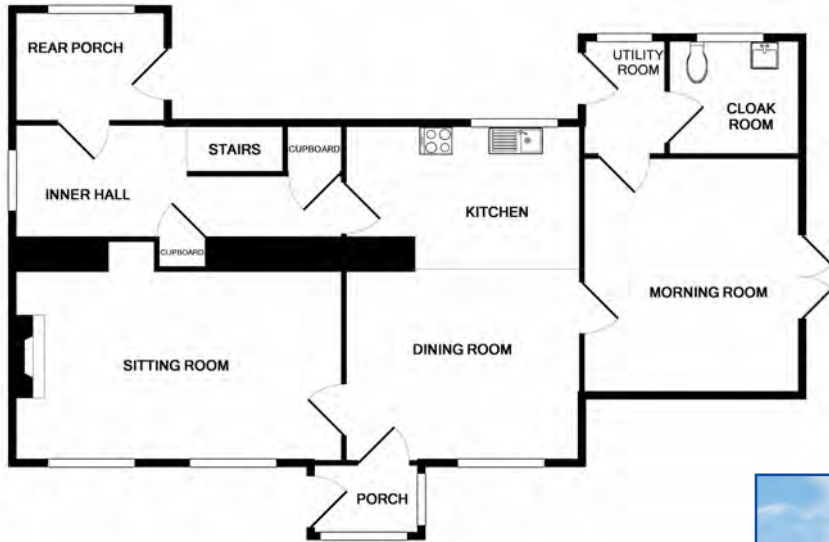 REAR PORCH
UTILITY
ROOM
CLOAK
ROOM
STAIRS
CUPBOARD
INNER HALL
KITCHEN
CUPBOARD
MORNING ROOM
SITTING ROOM
DINING ROOM
PORCH